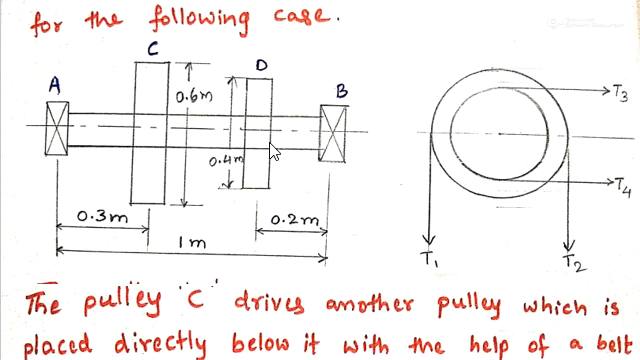 for the following case.
C
D
A
B
0.6m
0.4m
0.3m
0.2m
1m
T3
T4
T1
T2
The pulley "C" drives another pulley which is
placed directly below it with the help of a belt